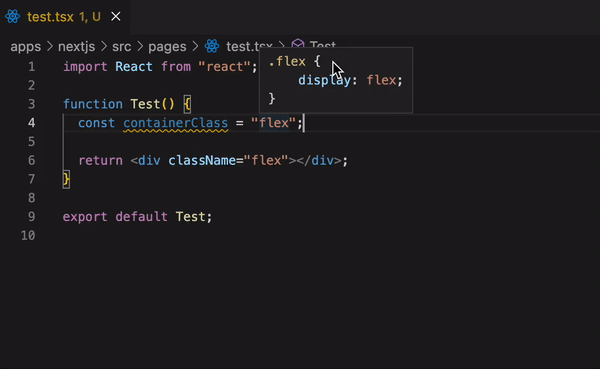 test.tsx 1, U
apps > nextjs > src > pages > test.tsx > Test
1 import React from "react";
.flex {
display: flex;
}
2
3 function Test() {
4 const containerClass = "flex";
5
6 return <div className="flex"></div>;
7 }
8
9 export default Test;
10